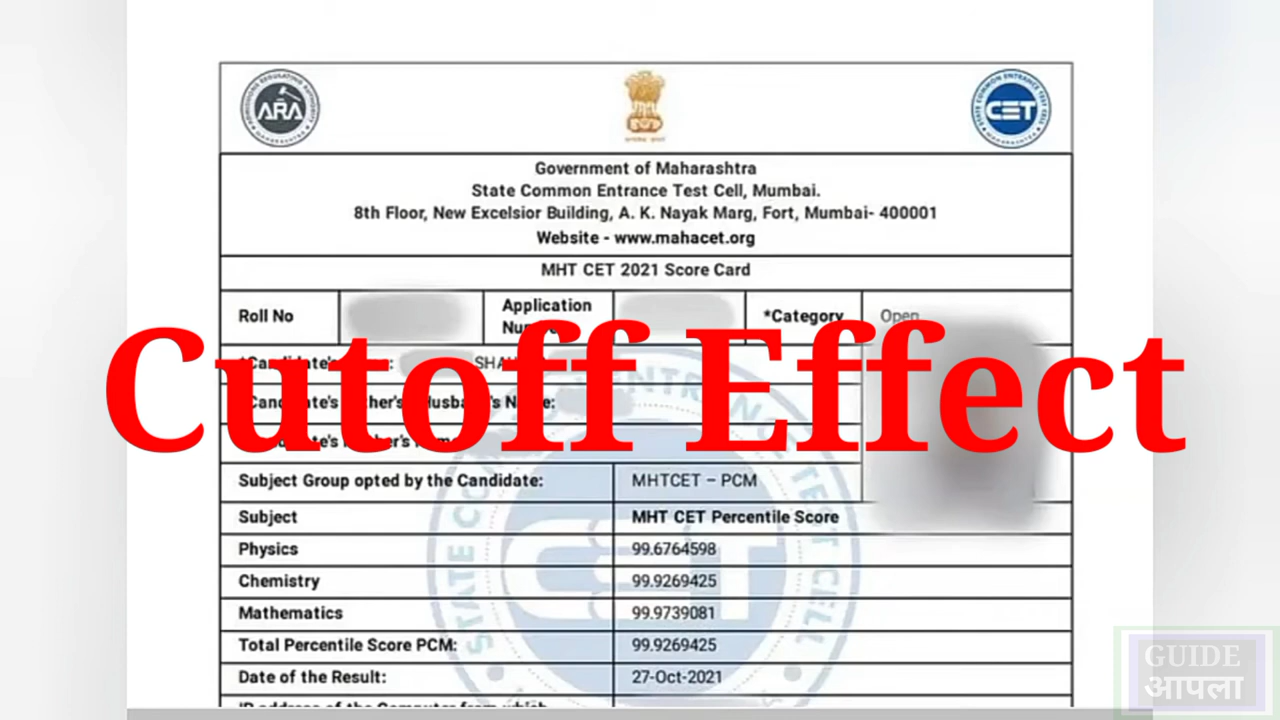 ARA
CET
Government of Maharashtra
State Common Entrance Test Cell, Mumbai.
8th Floor, New Excelsior Building, A. K. Nayak Marg, Fort, Mumbai- 400001
Website - www.mahacet.org
MHT CET 2021 Score Card
Roll No Application *Category Open
Cutoff Effect
Subject Group opted by the Candidate: MHTCET – PCM
Subject MHT CET Percentile Score
Physics 99.6764598
Chemistry 99.9269425
Mathematics 99.9739081
Total Percentile Score PCM: 99.9269425
Date of the Result: 27-Oct-2021
GUIDE
आपला